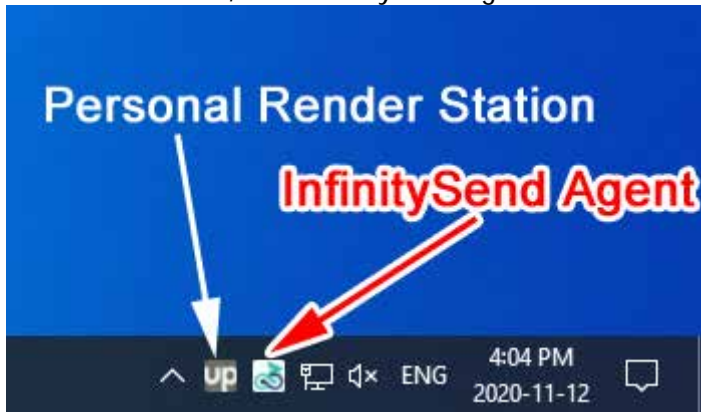 Personal Render Station
InfinitySend Agent
up
ENG
4:04 PM
2020-11-12